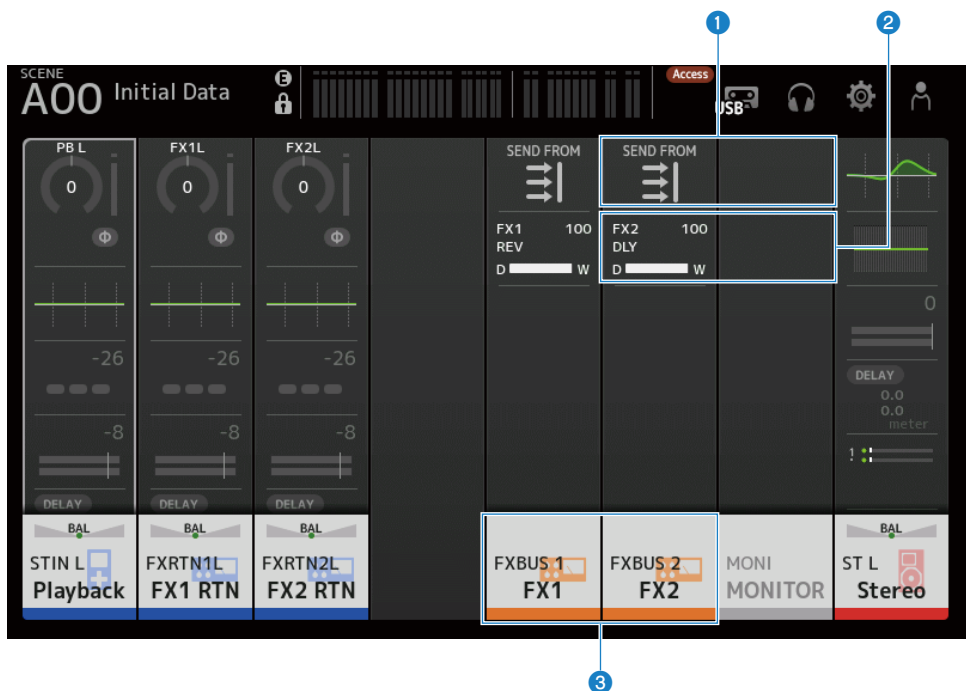 1
2
SCENE
A00 Initial Data
E
Access
USB
PB L
FX1L
FX2L
SEND FROM
SEND FROM
0
0
0
Φ
Φ
Φ
FX1 100
REV
D W
FX2 100
DLY
D W
0
-26
-26
-26
DELAY
0.0
0.0
meter
-8
-8
-8
!
DELAY
DELAY
DELAY
BAL
BAL
BAL
BAL
STIN L
Playback
FXRTN1L
FX1 RTN
FXRTN2L
FX2 RTN
FXBUS 1
FX1
FXBUS 2
FX2
MONI
MONITOR
ST L
Stereo
3